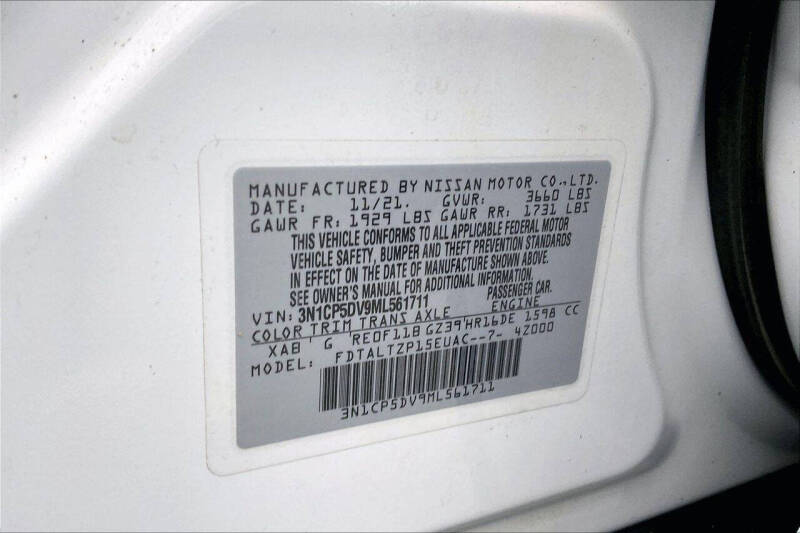 MANUFACTURED BY NISSAN MOTOR CO.,LTD.
DATE: 11/21. GVWR: 3660 LBS
GAWR FR: 1929 LBS GAWR RR: 1731 LBS
THIS VEHICLE CONFORMS TO ALL APPLICABLE FEDERAL MOTOR
VEHICLE SAFETY, BUMPER AND THEFT PREVENTION STANDARDS
IN EFFECT ON THE DATE OF MANUFACTURE SHOWN ABOVE.
SEE OWNER'S MANUAL FOR ADDITIONAL INFORMATION.
VIN: 3N1CP5DV9ML561711 PASSENGER CAR.
COLOR TRIM TRANS AXLE ENGINE
XAB G RE0F11B GZ39 HR16DE 1598 CC
MODEL: FDTALTZP15EUAC--7- 42000
3N1CP5DV9ML561711